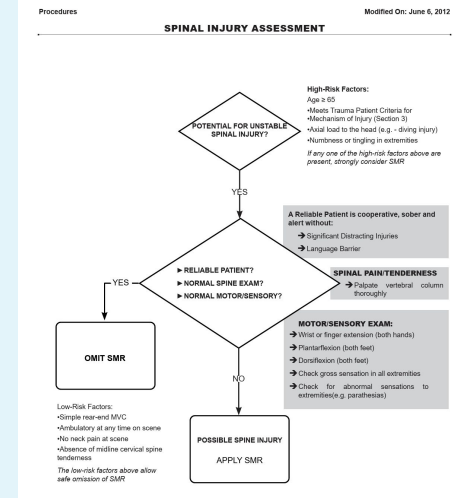 Procedures
Modified On: June 6, 2012
SPINAL INJURY ASSESSMENT
High-Risk Factors:
Age ≥ 65
•Meets Trauma Patient Criteria for
Mechanism of Injury (Section 3)
•Axial load to the head (e.g. - diving injury)
•Numbness or tingling in extremities
If any one of the high-risk factors above are
present, strongly consider SMR
POTENTIAL FOR UNSTABLE
SPINAL INJURY?
YES
A Reliable Patient is cooperative, sober and
alert without:
➔ Significant Distracting Injuries
➔ Language Barrier
► RELIABLE PATIENT?
► NORMAL SPINE EXAM?
► NORMAL MOTOR/SENSORY?
SPINAL PAIN/TENDERNESS
➔ Palpate vertebral column
thoroughly
YES
MOTOR/SENSORY EXAM:
➔ Wrist or finger extension (both hands)
➔ Plantarflexion (both feet)
➔ Dorsiflexion (both feet)
➔ Check gross sensation in all extremities
➔ Check for abnormal sensations to
extremities(e.g. parathesias)
OMIT SMR
NO
Low-Risk Factors:
•Simple rear-end MVC
•Ambulatory at any time on scene
•No neck pain at scene
•Absence of midline cervical spine
tenderness
The low-risk factors above allow
safe omission of SMR
POSSIBLE SPINE INJURY
APPLY SMR